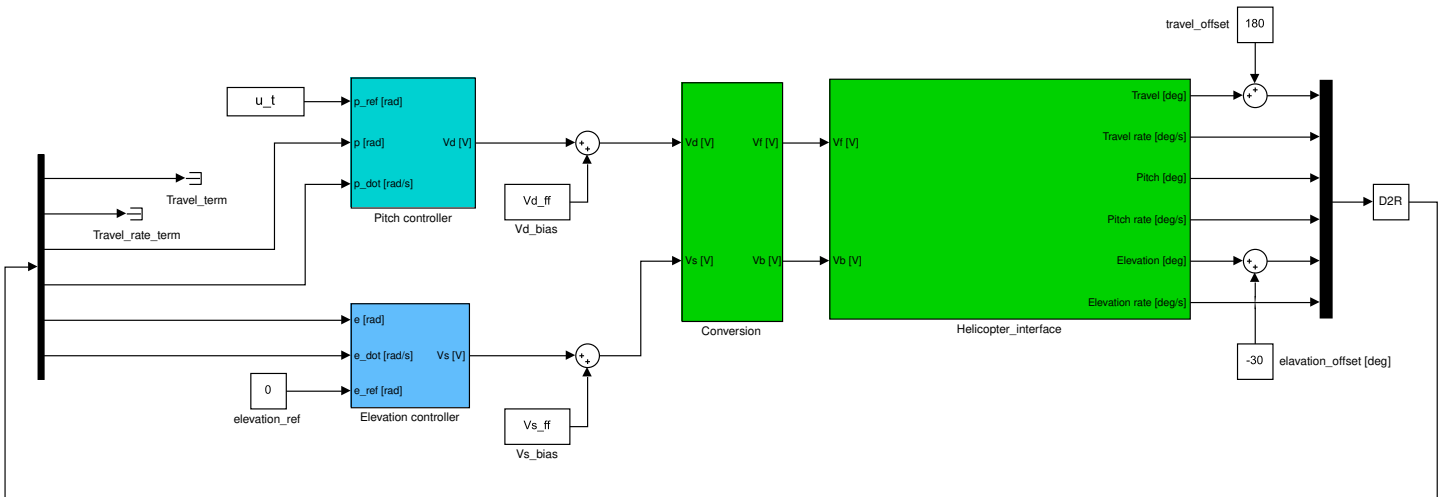 travel_offset
180
u_t
p_ref [rad]
p [rad]
p_dot [rad/s]
Vd [V]
Pitch controller
Travel_term
Travel_rate_term
Vd_ff
Vd_bias
e [rad]
e_dot [rad/s]
e_ref [rad]
Vs [V]
Elevation controller
0
elevation_ref
Vs_ff
Vs_bias
Vd [V]
Vs [V]
Vf [V]
Vb [V]
Conversion
Vf [V]
Vb [V]
Travel [deg]
Travel rate [deg/s]
Pitch [deg]
Pitch rate [deg/s]
Elevation [deg]
Elevation rate [deg/s]
Helicopter_interface
-30
elavation_offset [deg]
D2R